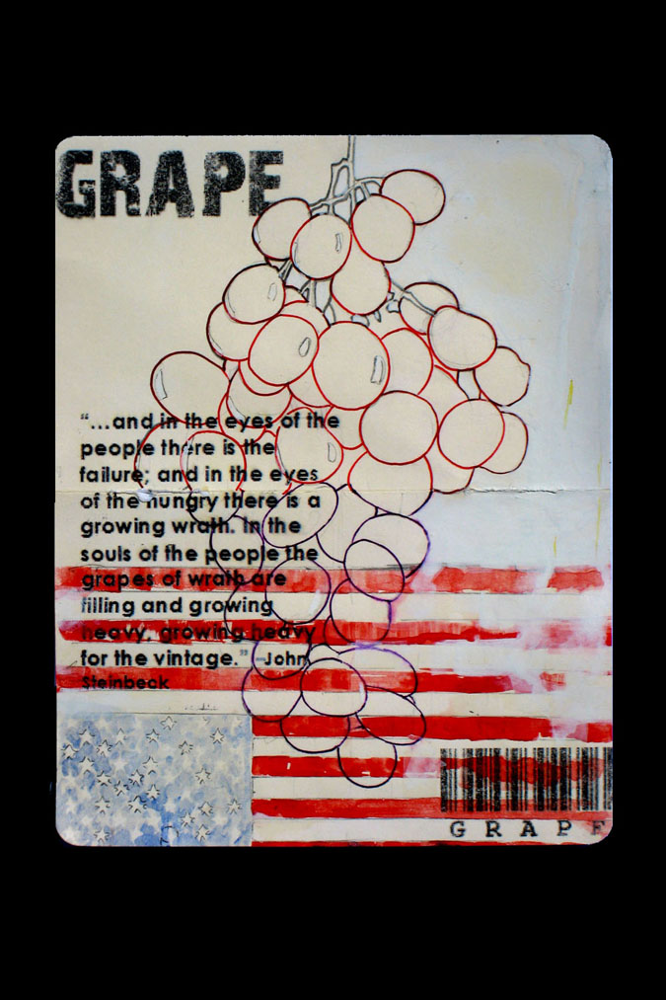 GRAPE
“...and in the eyes of the
people there is the
failure; and in the eyes
of the hungry there is a
growing wrath. In the
souls of the people the
grapes of wrath are
filling and growing
heavy, growing heavy
for the vintage.” —John
Steinbeck
GRAPE